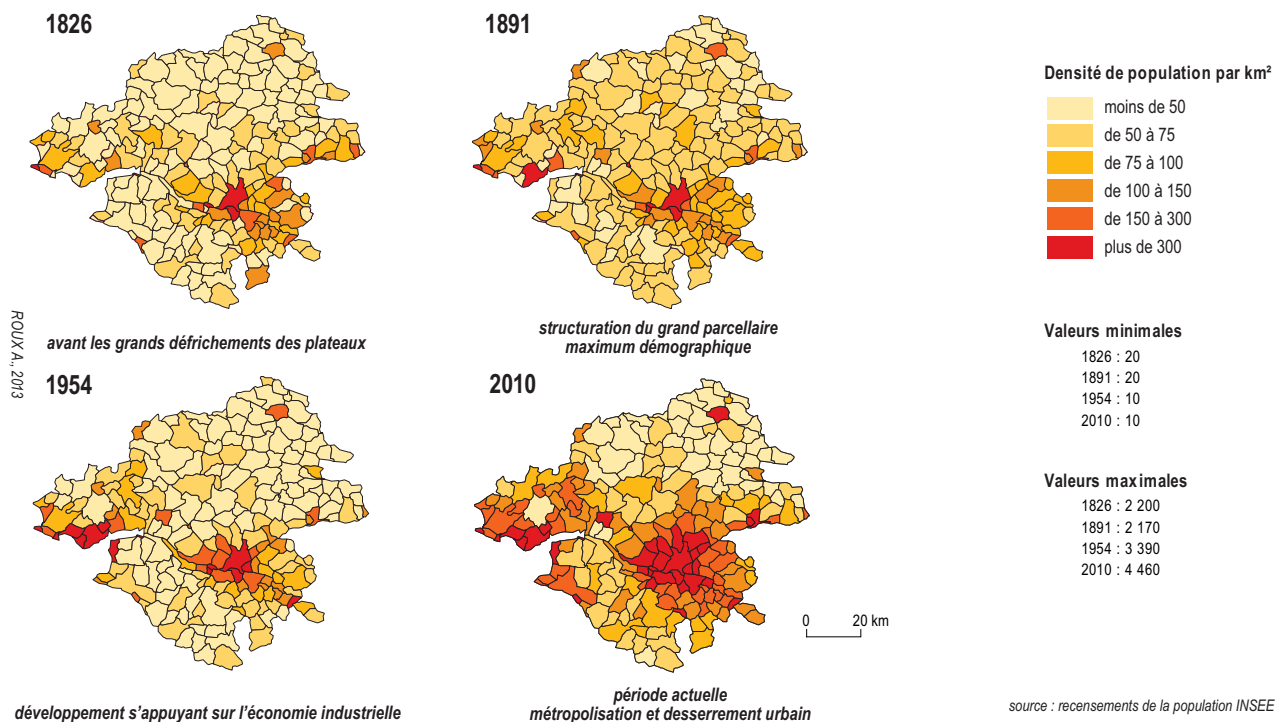 1826
avant les grands défrichements des plateaux
1891
structuration du grand parcellaire
maximum démographique
1954
développement s'appuyant sur l'économie industrielle
2010
période actuelle
métropolisation et desserrement urbain
0 20 km
ROUX A., 2013
Densité de population par km²
moins de 50
de 50 à 75
de 75 à 100
de 100 à 150
de 150 à 300
plus de 300
Valeurs minimales
1826 : 20
1891 : 20
1954 : 10
2010 : 10
Valeurs maximales
1826 : 2 200
1891 : 2 170
1954 : 3 390
2010 : 4 460
source : recensements de la population INSEE